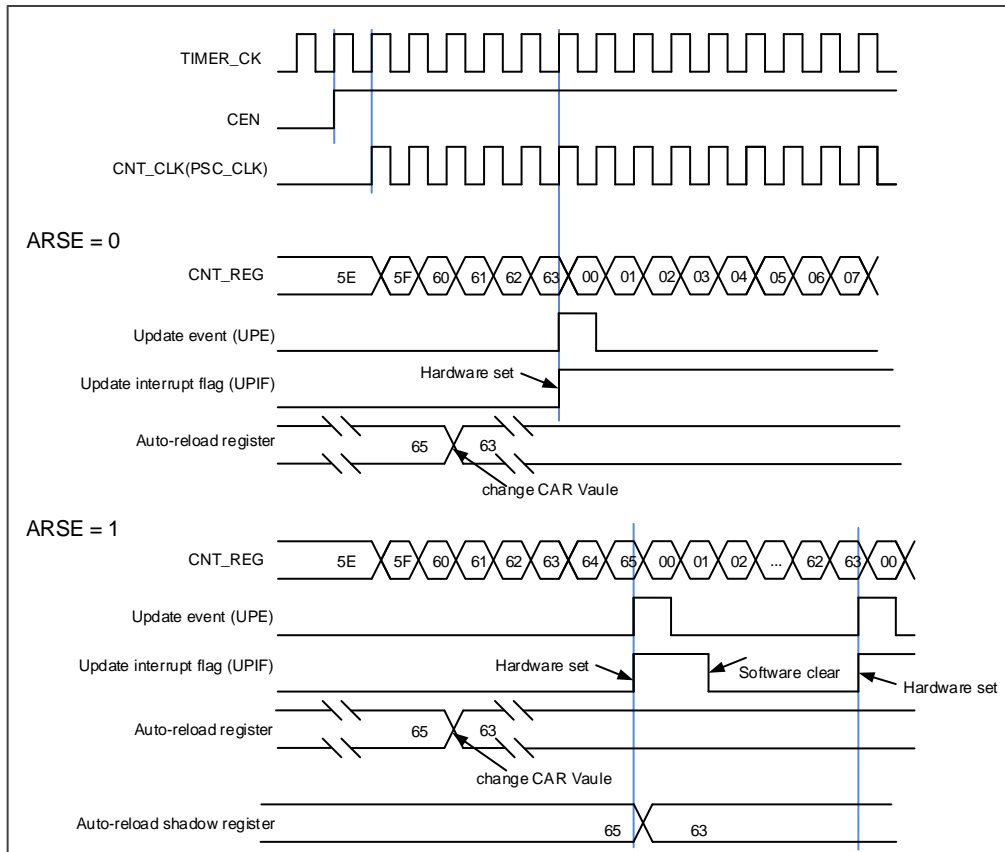 TIMER_CK
CEN
CNT_CLK(PSC_CLK)
ARSE = 0
CNT_REG 5E 5F 60 61 62 63 00 01 02 03 04 05 06 07
Update event (UPE)
Hardware set
Update interrupt flag (UPIF)
Auto-reload register 65 63
change CAR Vaule
ARSE = 1
CNT_REG 5E 5F 60 61 62 63 64 65 00 01 02 ... 62 63 00
Update event (UPE)
Update interrupt flag (UPIF) Hardware set Software clear Hardware set
Auto-reload register 65 63
change CAR Vaule
Auto-reload shadow register 65 63